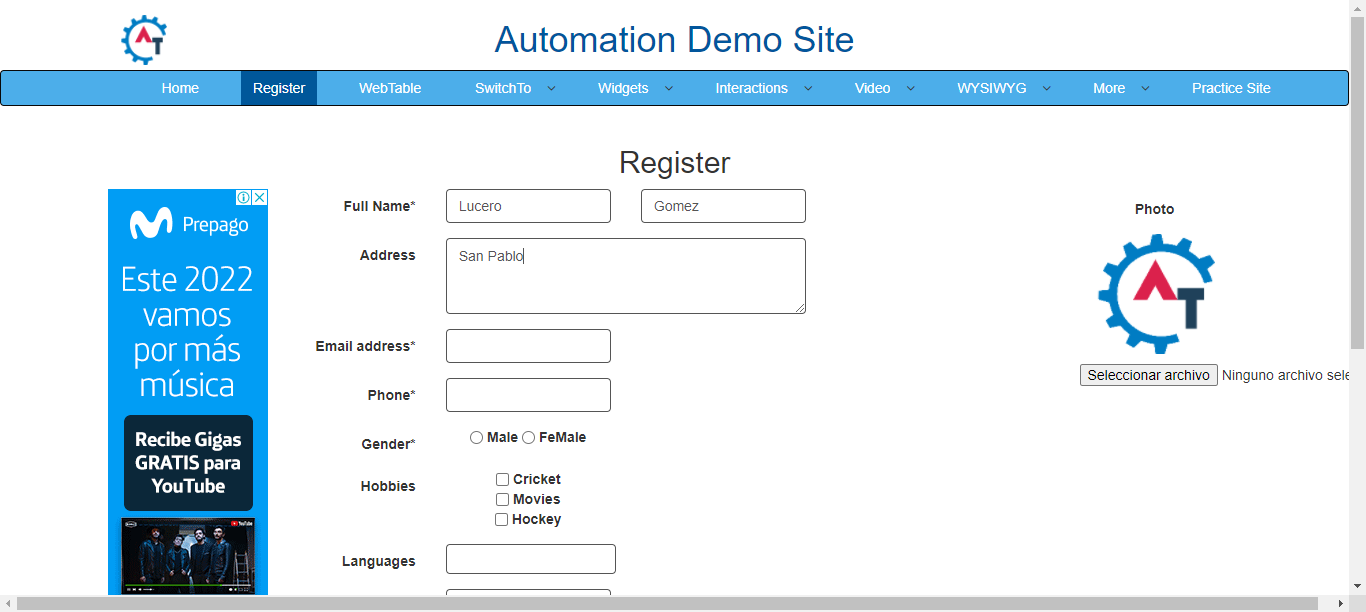 AT
Automation Demo Site
Home Register WebTable SwitchTo Widgets Interactions Video WYSIWYG More Practice Site
Register
Prepago
Este 2022
vamos
por más
música
Recibe Gigas
GRATIS para
YouTube
YouTube
Full Name* Lucero Gomez
Address San Pablo
Email address*
Phone*
Gender* Male FeMale
Hobbies Cricket
Movies
Hockey
Languages
Photo
AT
Seleccionar archivo Ninguno archivo sele